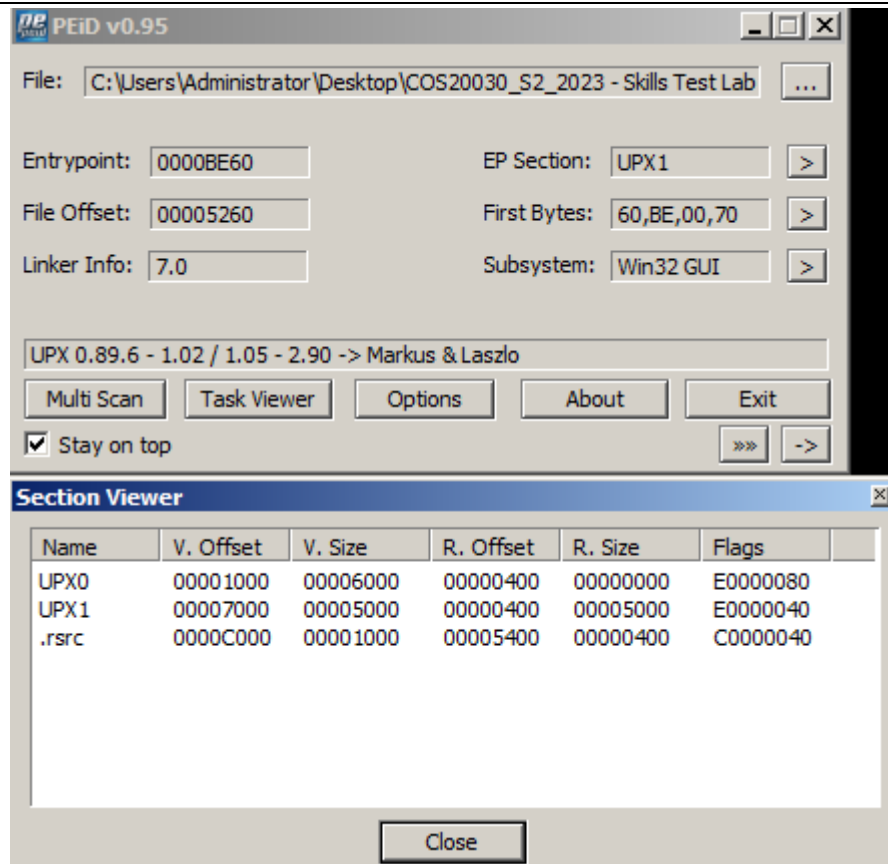 PEiD v0.95
File: C:\Users\Administrator\Desktop\COS20030_S2_2023 - Skills Test Lab ...
Entrypoint: 0000BE60 EP Section: UPX1 >
File Offset: 00005260 First Bytes: 60,BE,00,70 >
Linker Info: 7.0 Subsystem: Win32 GUI >
UPX 0.89.6 - 1.02 / 1.05 - 2.90 -> Markus & Laszlo
Multi Scan Task Viewer Options About Exit
Stay on top »» ->
Section Viewer
Name V. Offset V. Size R. Offset R. Size Flags
UPX0 00001000 00006000 00000400 00000000 E0000080
UPX1 00007000 00005000 00000400 00005000 E0000040
.rsrc 0000C000 00001000 00005400 00000400 C0000040
Close